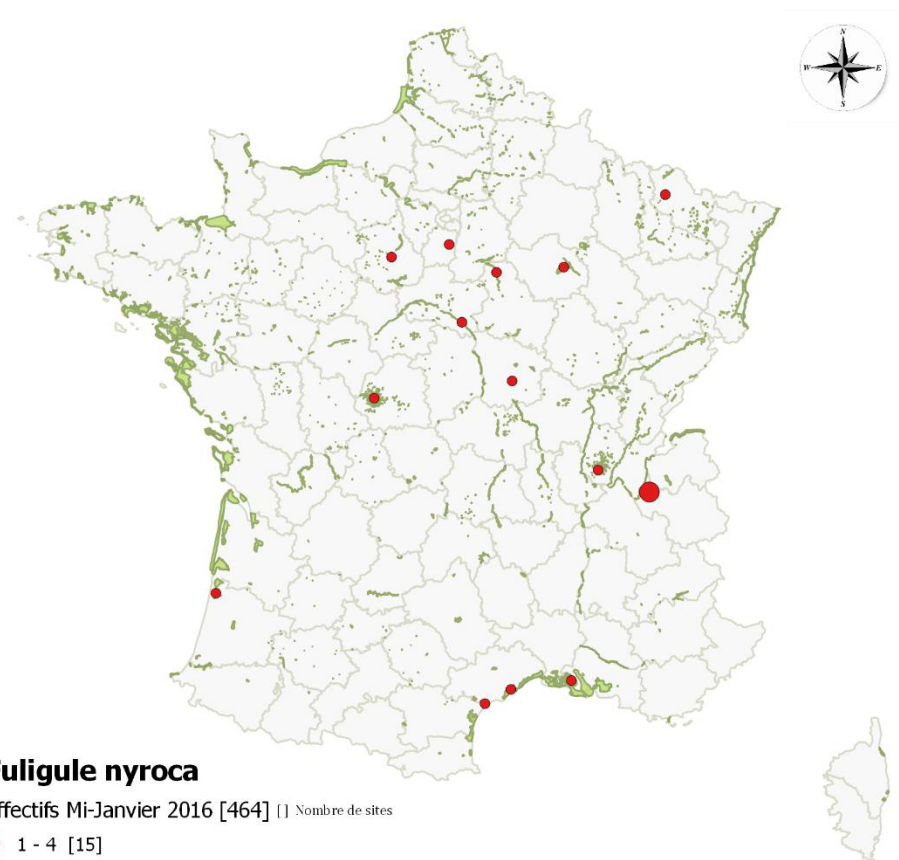 N
W E
S
uligule nyroca
ffectifs Mi-Janvier 2016 [464] [] Nombre de sites
1 - 4 [15]